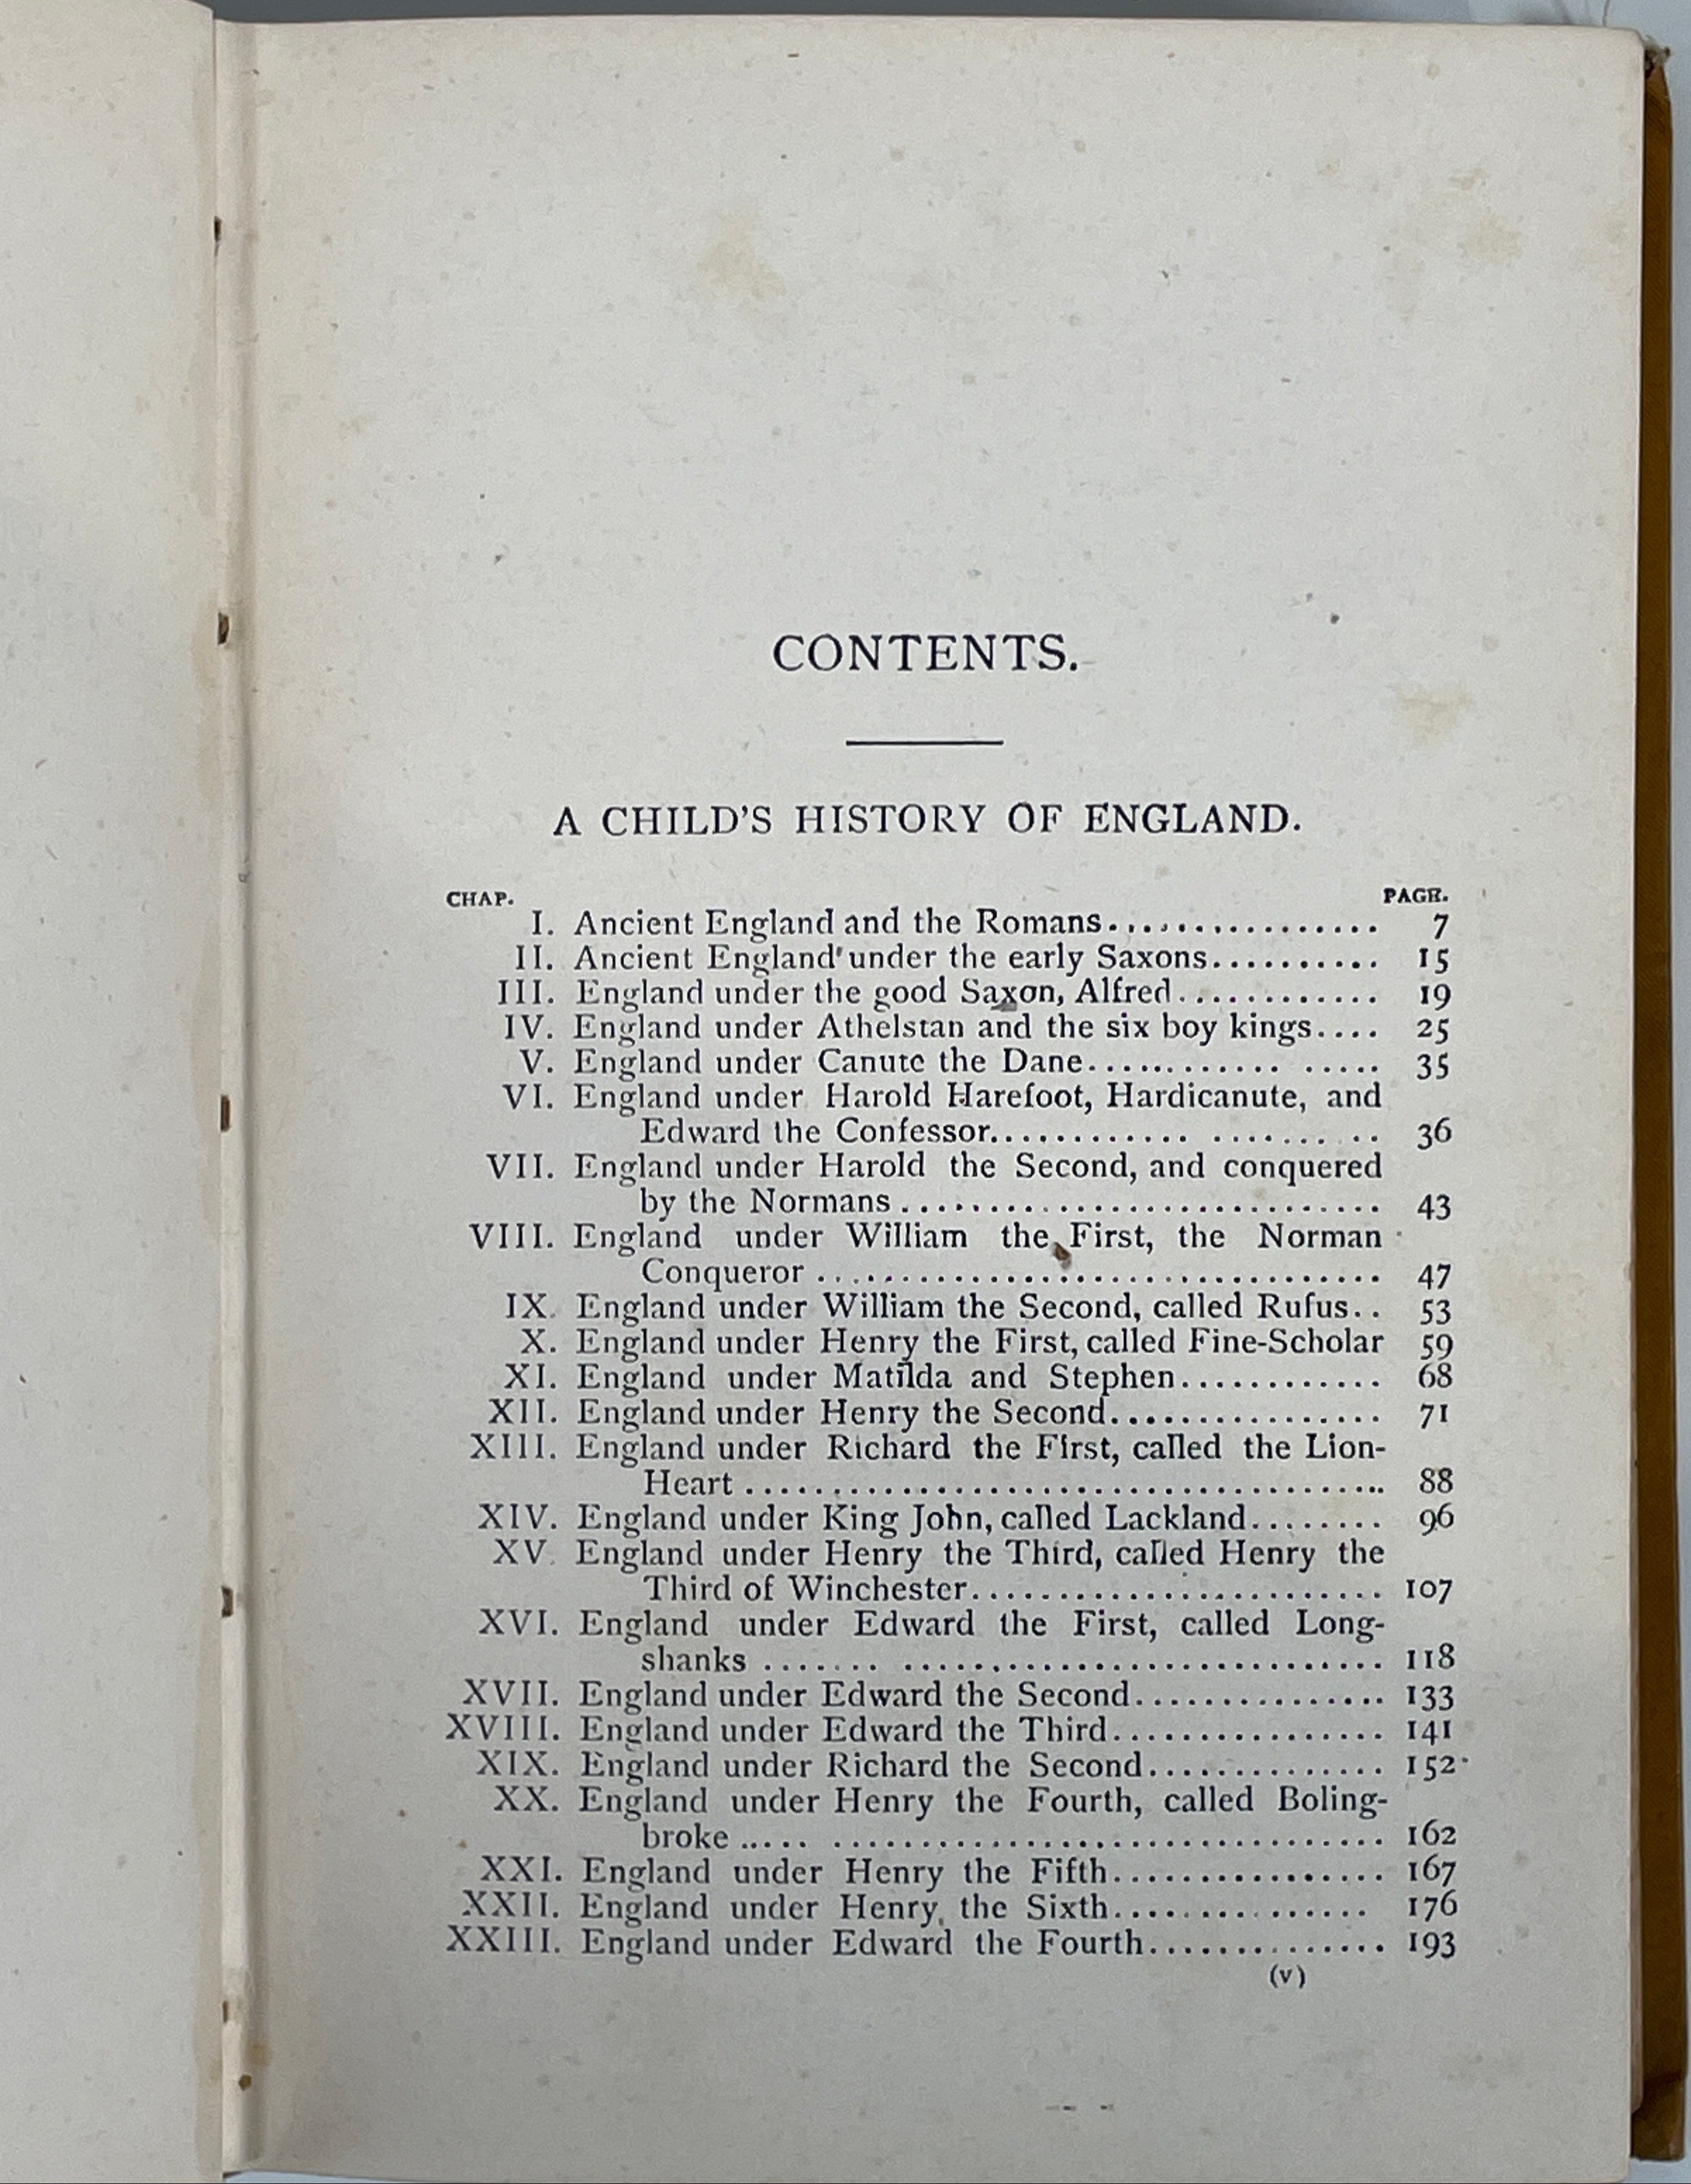 CONTENTS.
A CHILD'S HISTORY OF ENGLAND.
CHAP. PAGE.
I. Ancient England and the Romans................ 7
II. Ancient England under the early Saxons.......... 15
III. England under the good Saxon, Alfred............ 19
IV. England under Athelstan and the six boy kings.... 25
V. England under Canute the Dane............ ..... 35
VI. England under Harold Harefoot, Hardicanute, and
Edward the Confessor............ ....... .. 36
VII. England under Harold the Second, and conquered
by the Normans ............................. 43
VIII. England under William the First, the Norman
Conqueror .................................. 47
IX. England under William the Second, called Rufus.. 53
X. England under Henry the First, called Fine-Scholar 59
XI. England under Matilda and Stephen............ 68
XII. England under Henry the Second................ 71
XIII. England under Richard the First, called the Lion-
Heart ....................................... 88
XIV. England under King John, called Lackland........ 96
XV. England under Henry the Third, called Henry the
Third of Winchester......................... 107
XVI. England under Edward the First, called Long-
shanks ....... ............................. 118
XVII. England under Edward the Second............... 133
XVIII. England under Edward the Third................ 141
XIX. England under Richard the Second.............. 152
XX. England under Henry the Fourth, called Boling-
broke ..... ................................. 162
XXI. England under Henry the Fifth................ 167
XXII. England under Henry the Sixth............... 176
XXIII. England under Edward the Fourth.............. 193
(v)